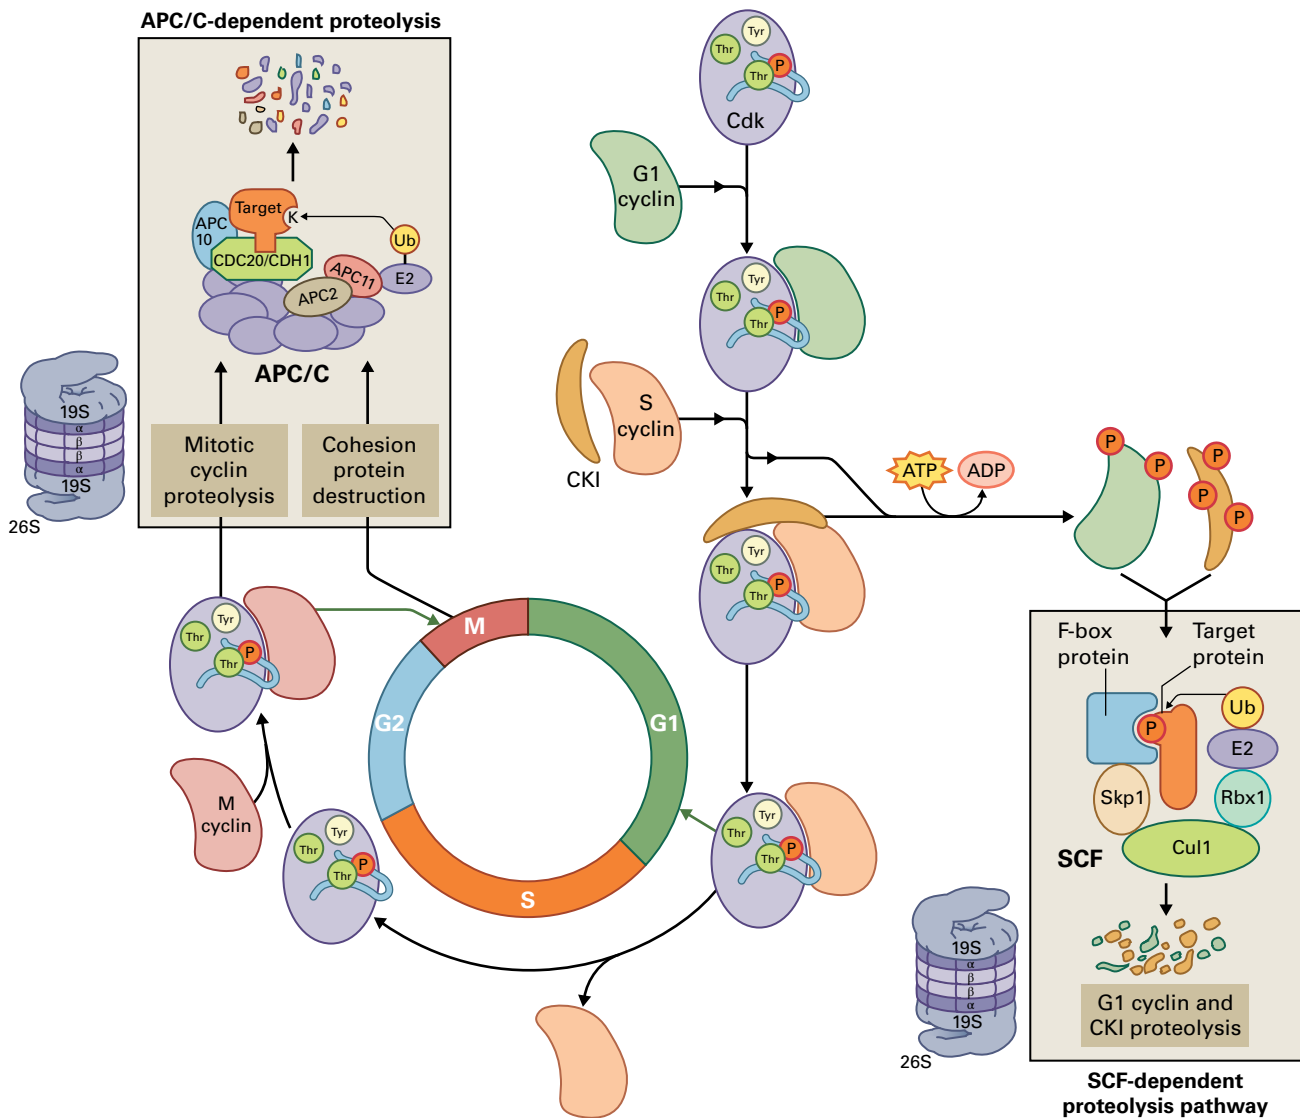 APC/C-dependent proteolysis
Target
K
APC
10
Ub
CDC20/CDH1
APC11
E2
APC2
APC/C
Mitotic
cyclin
proteolysis
Cohesion
protein
destruction
19S
α
β
β
α
19S
26S
Tyr
Thr
P
Thr
Cdk
G1
cyclin
Tyr
Thr
P
Thr
S
cyclin
CKI
ATP
ADP
P
P
P
P
P
Tyr
Thr
P
Thr
Tyr
Thr
P
Thr
M
G1
G2
S
M
cyclin
Tyr
Thr
P
Thr
Tyr
Thr
P
Thr
F-box
protein
Target
protein
Ub
P
E2
Skp1
Rbx1
Cul1
SCF
19S
α
β
β
α
19S
26S
G1 cyclin and
CKI proteolysis
SCF-dependent
proteolysis pathway